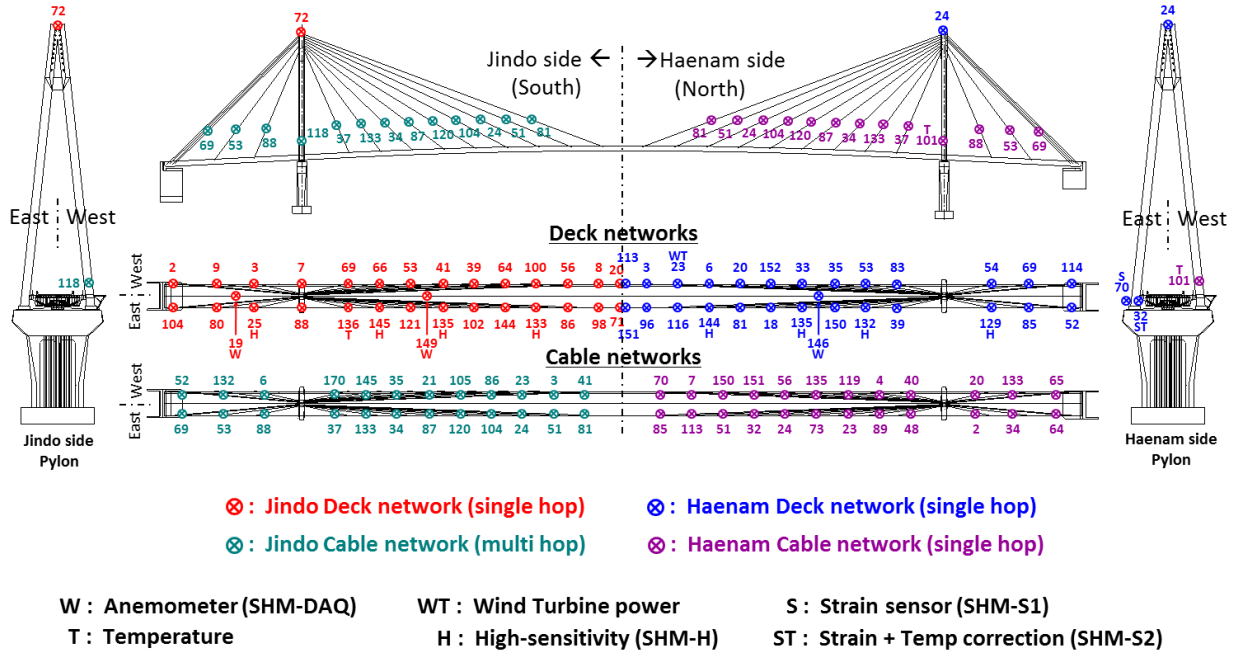 72
72
24
24
Jindo side ←
(South)
→ Haenam side
(North)
69 53 88 118 37 133 34 87 120 104 24 51 81
81 51 24 104 120 87 34 133 37 T 101 88 53 69
East West
118
East West
S
70
32
ST
T
101
Deck networks
West
East
2 9 3 7 69 66 53 41 39 64 100 56 8 20
113 3 WT 23 6 20 152 33 35 53 83 54 69 114
104 80 25 88 136 145 121 135 102 144 133 86 98 71
H T H H H
151 96 116 144 81 18 135 150 132 39 129 85 52
H H H H
19
W
149
W
146
W
Cable networks
West
East
52 132 6 170 145 35 21 105 86 23 3 41
70 7 150 151 56 135 119 4 40 20 133 65
69 53 88 37 133 34 87 120 104 24 51 81
85 113 51 32 24 73 23 89 48 2 34 64
Jindo side
Pylon
Haenam side
Pylon
⊗ : Jindo Deck network (single hop)
⊗ : Haenam Deck network (single hop)
⊗ : Jindo Cable network (multi hop)
⊗ : Haenam Cable network (single hop)
W : Anemometer (SHM-DAQ)
WT : Wind Turbine power
S : Strain sensor (SHM-S1)
T : Temperature
H : High-sensitivity (SHM-H)
ST : Strain + Temp correction (SHM-S2)